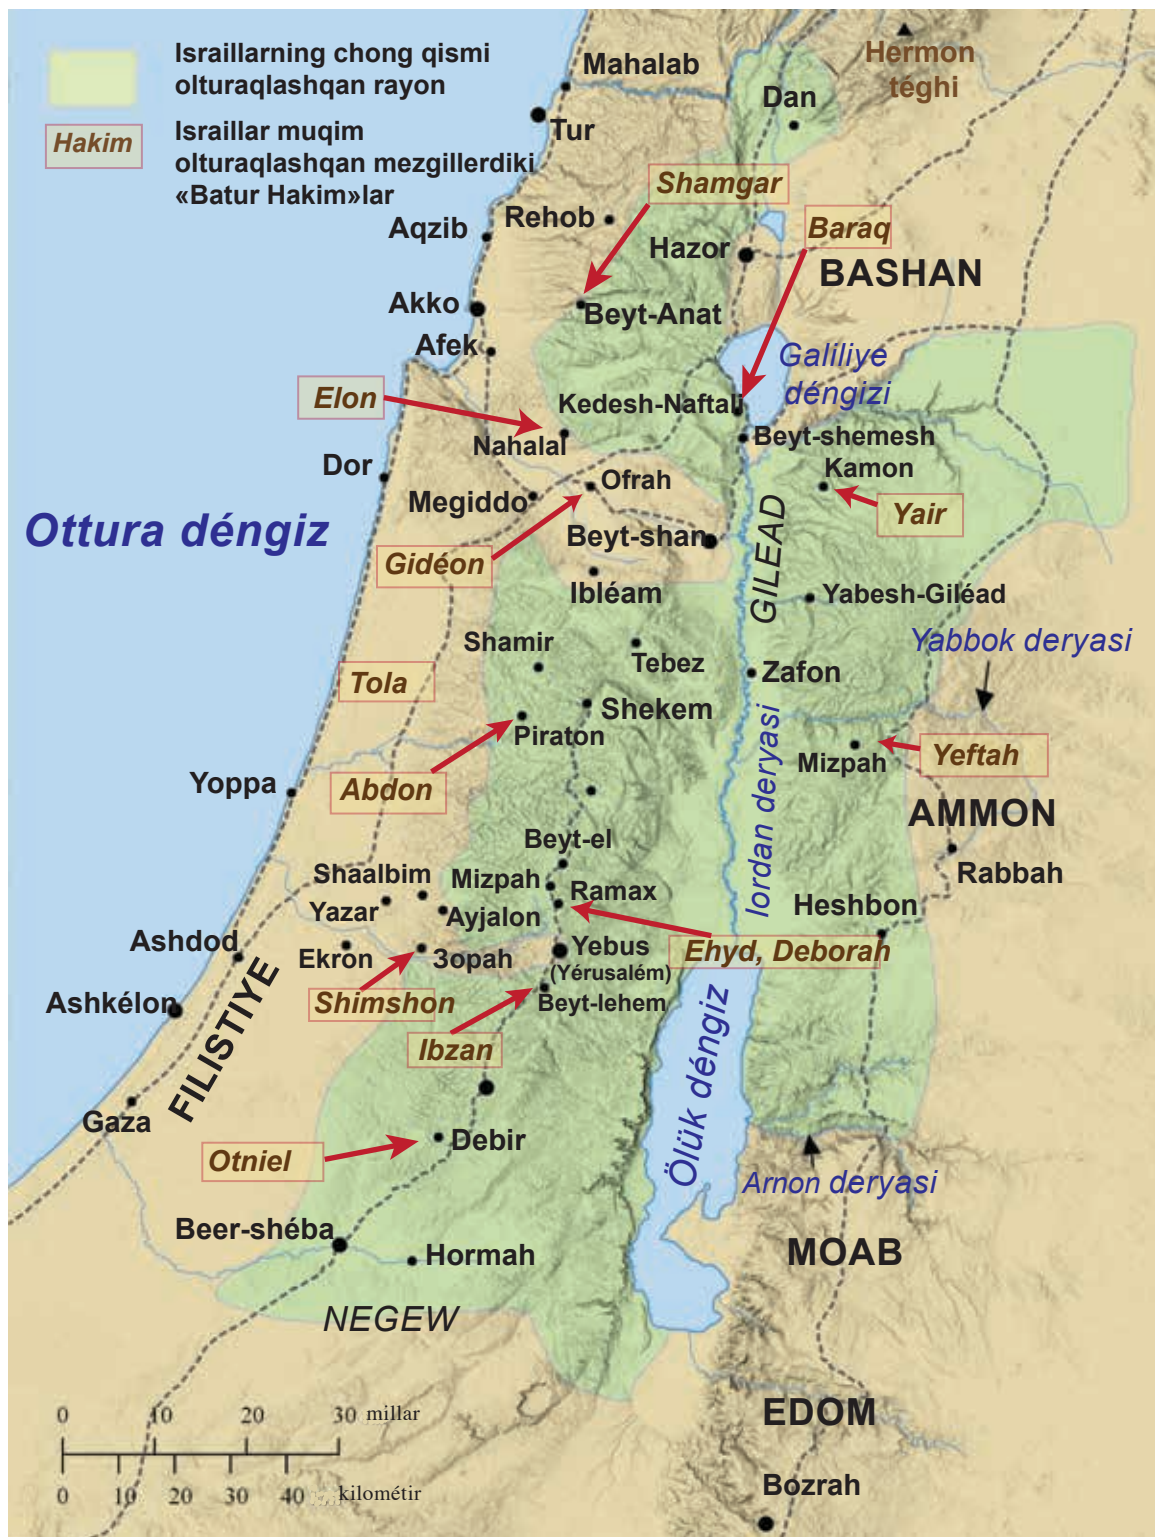 Israillarning chong qismi
olturaqlashqan rayon
Hakim
Israillar muqim
olturaqlashqan mezgillerdiki
«Batur Hakim»lar
Hermon
téghi
Mahalab
Dan
Tur
Shamgar
Rehob
Baraq
Aqzib
Hazor
BASHAN
Akko
Beyt-Anat
Afek
Galiliye
déngizi
Elon
Kedesh-Naftali
Nahalal
Beyt-shemesh
Kamon
Dor
Ofrah
Megiddo
Yair
Ottura déngiz
Beyt-shan
GILEAD
Gidéon
Ibléam
Yabesh-Giléad
Shamir
Tebez
Yabbok deryasi
Tola
Zafon
Shekem
Piraton
Iordan deryasi
Mizpah
Yeftah
Yoppa
Abdon
AMMON
Beyt-el
Rabbah
Shaalbim
Mizpah
Ramax
Yazar
Ayjalon
Heshbon
Ashdod
Ekron
3opah
Yebus
(Yérusalém)
Ehyd, Deborah
Ashkélon
Shimshon
Beyt-lehem
FILISTIYE
Ibzan
Ölük déngiz
Gaza
Debir
Otniel
Arnon deryasi
Beer-shéba
Hormah
MOAB
NEGEW
EDOM
0 10 20 30 millar
0 10 20 30 40 kilométir
Bozrah